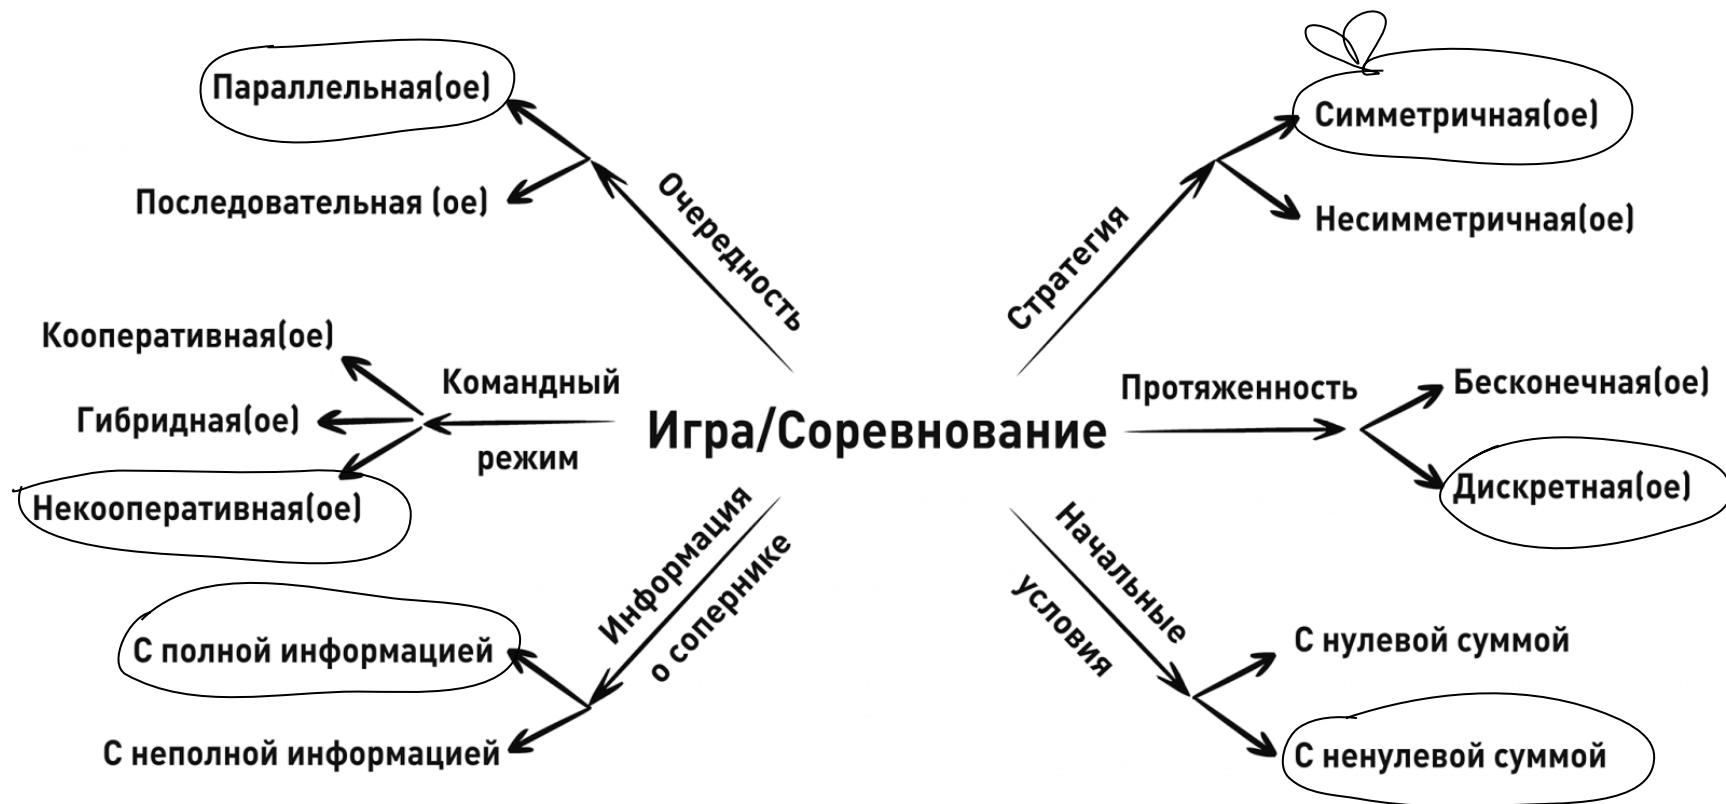 Параллельная(ое)
Последовательная (ое)
Очередность
Симметричная(ое)
Несимметричная(ое)
Стратегия
Кооперативная(ое)
Гибридная(ое)
Некооперативная(ое)
Командный
режим
Игра/Соревнование
Протяженность
Бесконечная(ое)
Дискретная(ое)
Информация
о сопернике
С полной информацией
С неполной информацией
Начальные
условия
С нулевой суммой
С ненулевой суммой